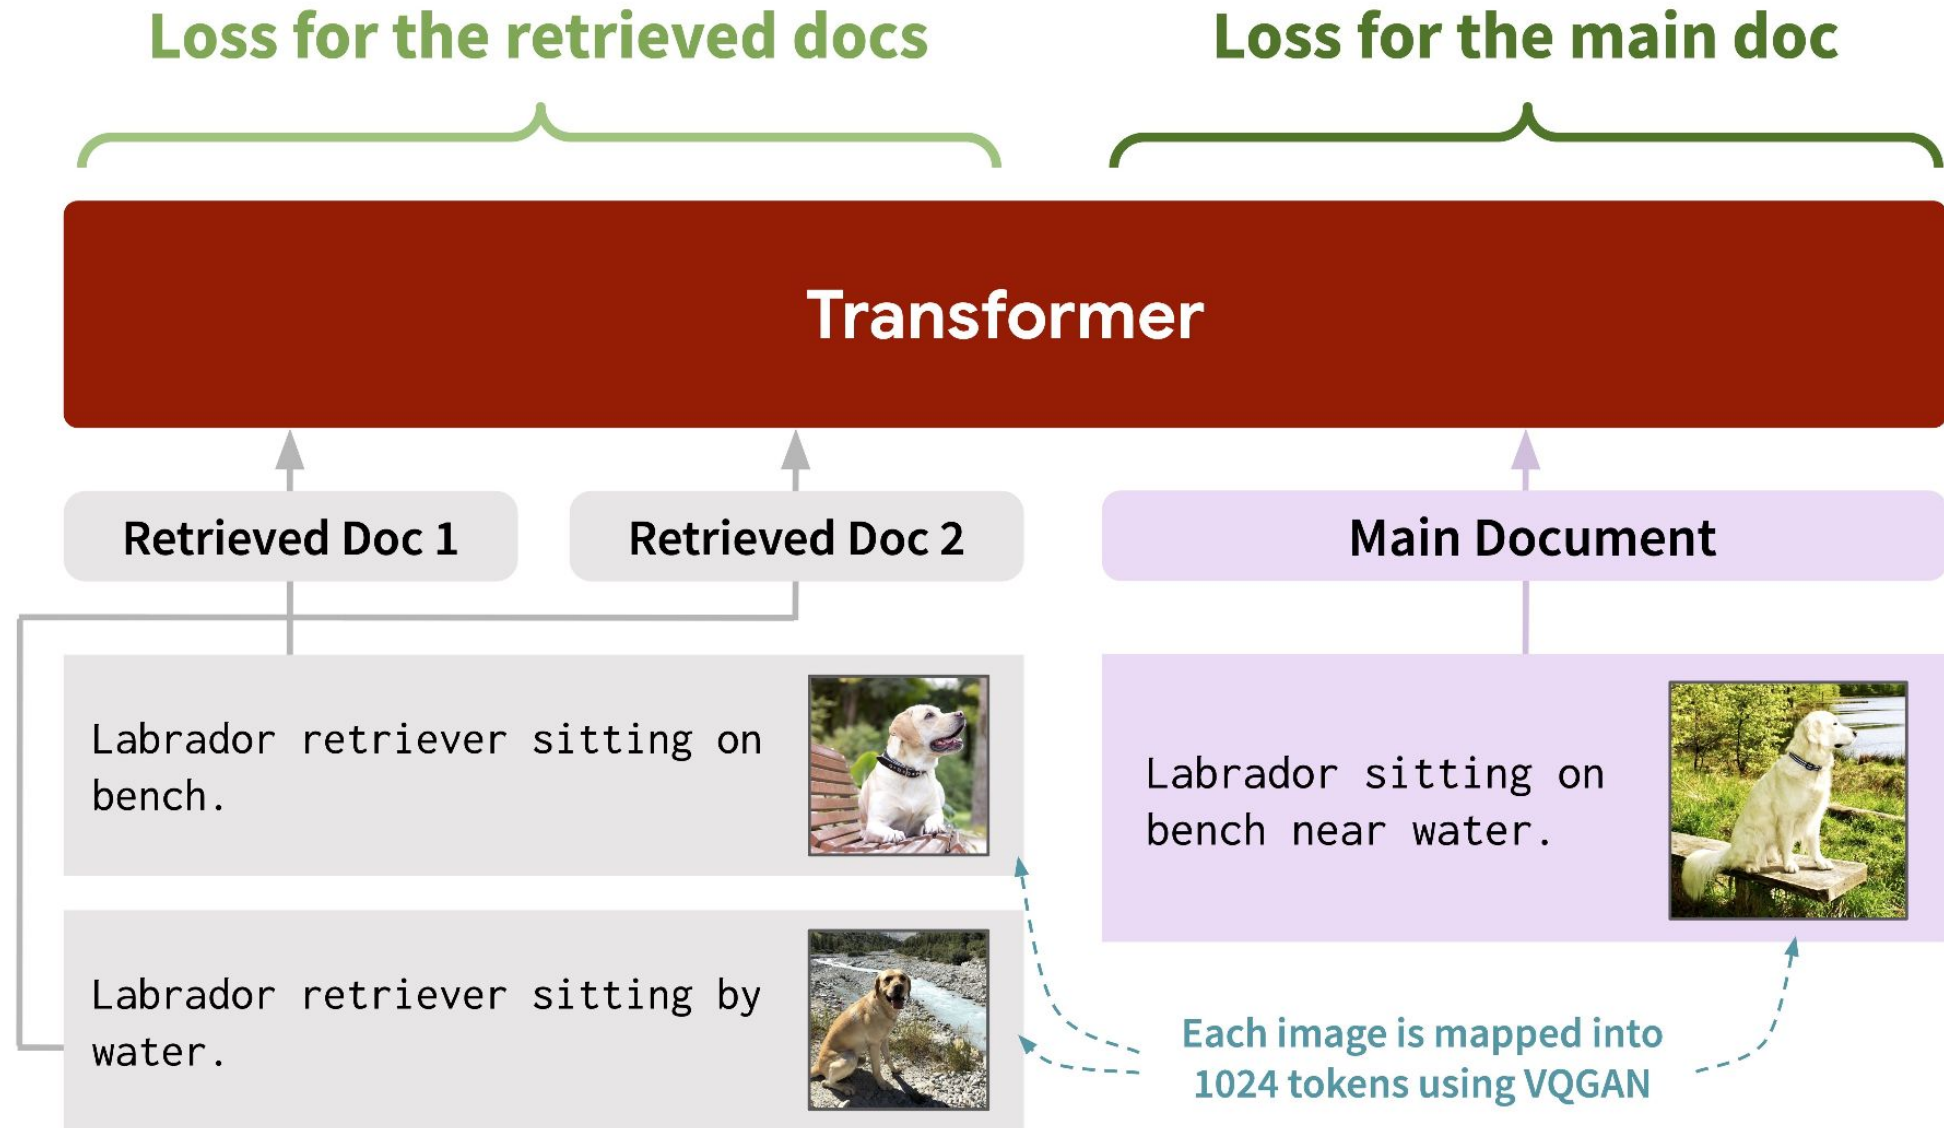 Loss for the retrieved docs
Loss for the main doc
Transformer
Retrieved Doc 1
Retrieved Doc 2
Main Document
Labrador retriever sitting on
bench.
Labrador sitting on
bench near water.
Labrador retriever sitting by
water.
Each image is mapped into
1024 tokens using VQGAN